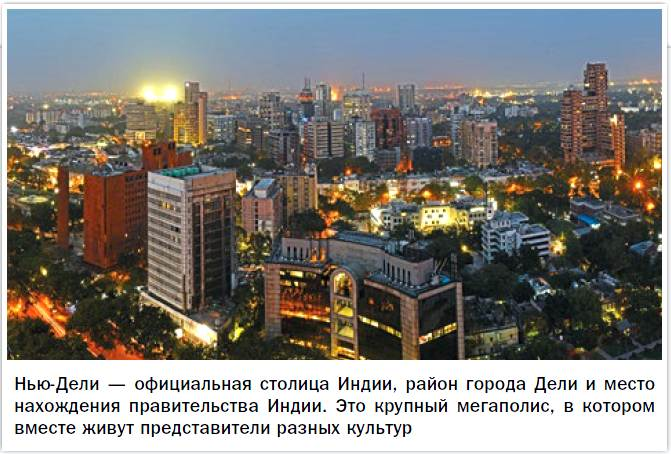 Нью-Дели — официальная столица Индии, район города Дели и место
нахождения правительства Индии. Это крупный мегаполис, в котором
вместе живут представители разных культур